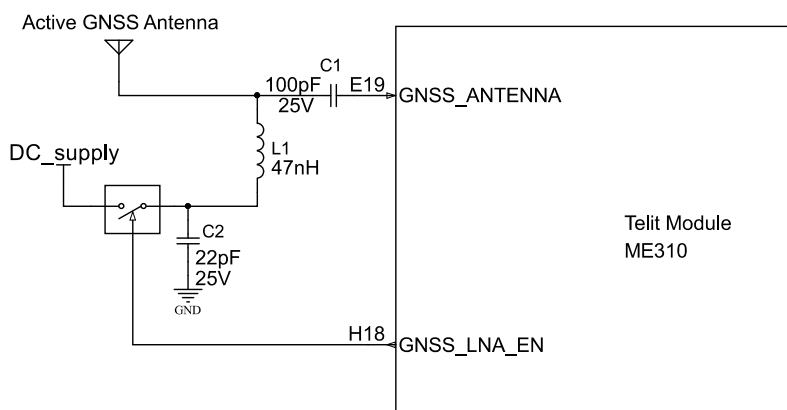 Active GNSS Antenna
C1
100pF
25V
E19
GNSS_ANTENNA
L1
47nH
DC_supply
C2
22pF
25V
GND
Telit Module
ME310
H18
GNSS_LNA_EN